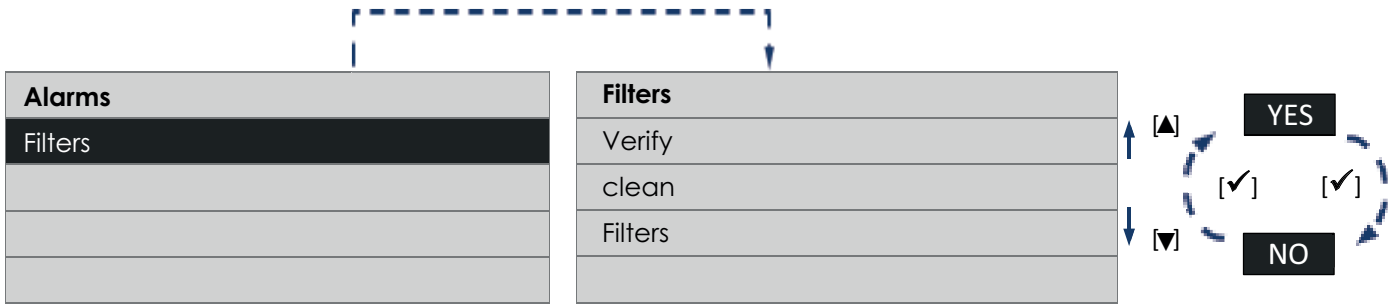 Alarms
Filters
Filters
Verify
clean
Filters
[▲]
[▼]
YES
[✓] [✓]
NO